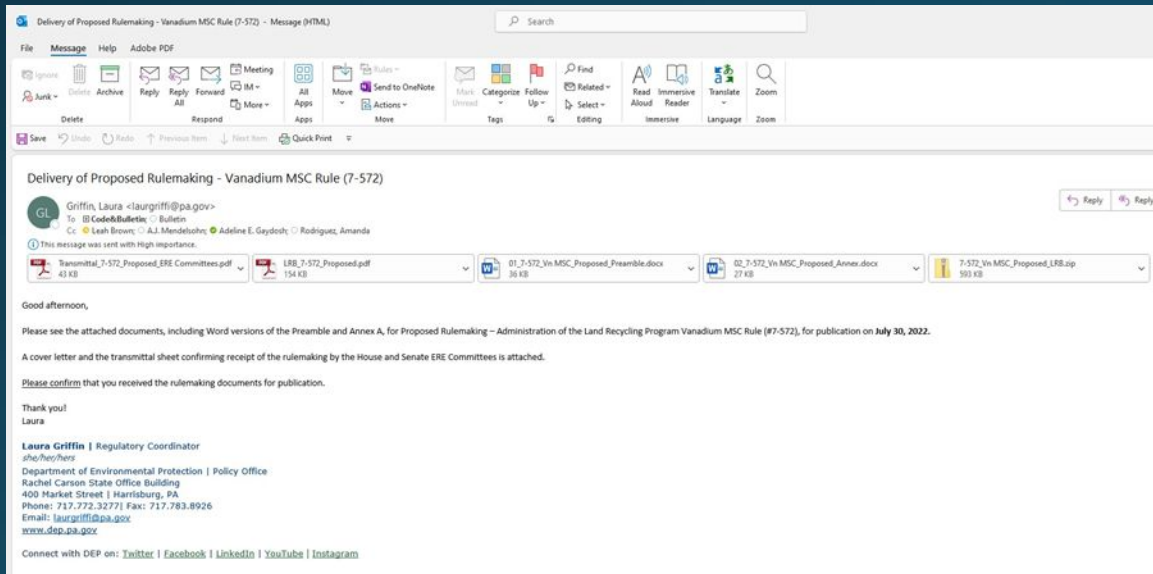 Delivery of Proposed Rulemaking - Vanadium MSC Rule (7-572) - Message (HTML)
Search
File Message Help Adobe PDF
Ignore
Junk
Delete
Archive
Reply
Reply All
Forward
Meeting
IM
More
All Apps
Move
Rules
Send to OneNote
Actions
Mark Unread
Categorize
Follow Up
Find
Related
Select
Read Aloud
Immersive Reader
Translate
Zoom
Delete Respond Apps Move Tags Editing Immersive Language Zoom
Save Undo Redo Previous Item Next Item Quick Print
Delivery of Proposed Rulemaking - Vanadium MSC Rule (7-572)
GL
Griffin, Laura <laurgriffi@pa.gov>
To Code&Bulletin; Bulletin
Cc Leah Brown; A.J. Mendelsohn; Adeline E. Gaydosh; Rodriguez, Amanda
Reply Reply
This message was sent with High importance.
Transmittal_7-572_Proposed_ERE Committees.pdf
43 KB
LRB_7-572_Proposed.pdf
154 KB
01_7-572_Vn MSC_Proposed_Preamble.docx
36 KB
02_7-572_Vn MSC_Proposed_Annex.docx
27 KB
7-572_Vn MSC_Proposed_LRB.zip
593 KB
Good afternoon,
Please see the attached documents, including Word versions of the Preamble and Annex A, for Proposed Rulemaking – Administration of the Land Recycling Program Vanadium MSC Rule (#7-572), for publication on July 30, 2022.
A cover letter and the transmittal sheet confirming receipt of the rulemaking by the House and Senate ERE Committees is attached.
Please confirm that you received the rulemaking documents for publication.
Thank you!
Laura
Laura Griffin | Regulatory Coordinator
she/her/hers
Department of Environmental Protection | Policy Office
Rachel Carson State Office Building
400 Market Street | Harrisburg, PA
Phone: 717.772.3277| Fax: 717.783.8926
Email: laurgriffi@pa.gov
www.dep.pa.gov
Connect with DEP on: Twitter | Facebook | LinkedIn | YouTube | Instagram